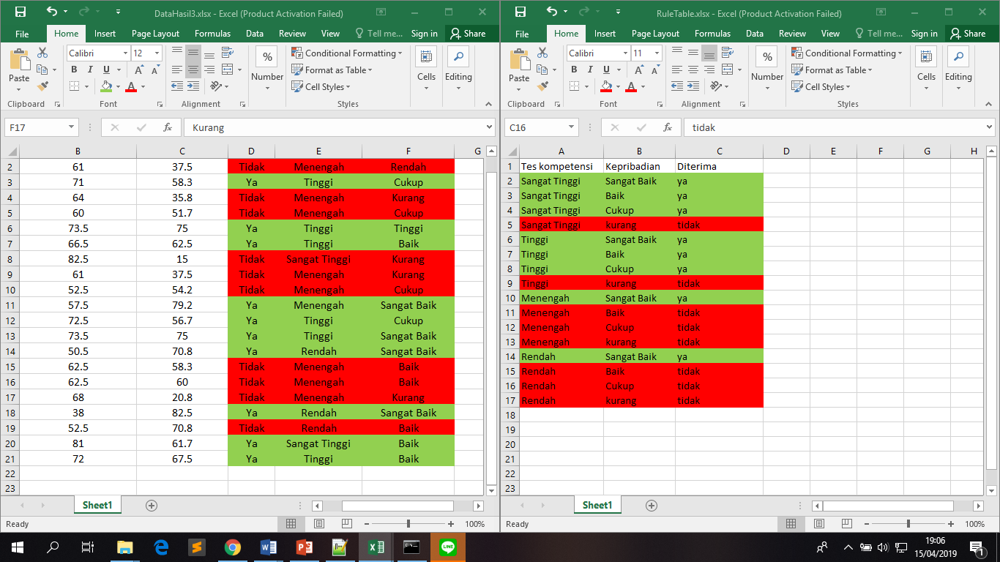 DataHasil3.xlsx - Excel (Product Activation Failed)
File Home Insert Page Layout Formulas Data Review View Tell me... Sign in Share
Paste
Calibri 12
B I U
A A
A
%
Number
Conditional Formatting
Format as Table
Cell Styles
Cells
Editing
Clipboard Font Alignment Styles
F17 fx Kurang
B C D E F G
2 61 37.5 Tidak Menengah Rendah
3 71 58.3 Ya Tinggi Cukup
4 64 35.8 Tidak Menengah Kurang
5 60 51.7 Tidak Menengah Cukup
6 73.5 75 Ya Tinggi Tinggi
7 66.5 62.5 Ya Tinggi Baik
8 82.5 15 Tidak Sangat Tinggi Kurang
9 61 37.5 Tidak Menengah Kurang
10 52.5 54.2 Tidak Menengah Cukup
11 57.5 79.2 Ya Menengah Sangat Baik
12 72.5 56.7 Ya Tinggi Cukup
13 73.5 75 Ya Tinggi Sangat Baik
14 50.5 70.8 Ya Rendah Sangat Baik
15 62.5 58.3 Tidak Menengah Baik
16 62.5 60 Tidak Menengah Baik
17 68 20.8 Tidak Menengah Kurang
18 38 82.5 Ya Rendah Sangat Baik
19 52.5 70.8 Tidak Rendah Baik
20 81 61.7 Ya Sangat Tinggi Baik
21 72 67.5 Ya Tinggi Baik
22
23
Sheet1
Ready 100%
RuleTable.xlsx - Excel (Product Activation Failed)
File Home Insert Page Layout Formulas Data Review View Tell me... Sign in Share
Paste
Calibri 11
B I U
A A
A
%
Number
Conditional Formatting
Format as Table
Cell Styles
Cells
Editing
Clipboard Font Alignment Styles
C16 fx tidak
A B C D E F G H
1 Tes kompetensi Kepribadian Diterima
2 Sangat Tinggi Sangat Baik ya
3 Sangat Tinggi Baik ya
4 Sangat Tinggi Cukup ya
5 Sangat Tinggi kurang tidak
6 Tinggi Sangat Baik ya
7 Tinggi Baik ya
8 Tinggi Cukup ya
9 Tinggi kurang tidak
10 Menengah Sangat Baik ya
11 Menengah Baik tidak
12 Menengah Cukup tidak
13 Menengah kurang tidak
14 Rendah Sangat Baik ya
15 Rendah Baik tidak
16 Rendah Cukup tidak
17 Rendah kurang tidak
18
19
20
21
22
23
Sheet1
Ready 100%
LINE
19:06
15/04/2019
1